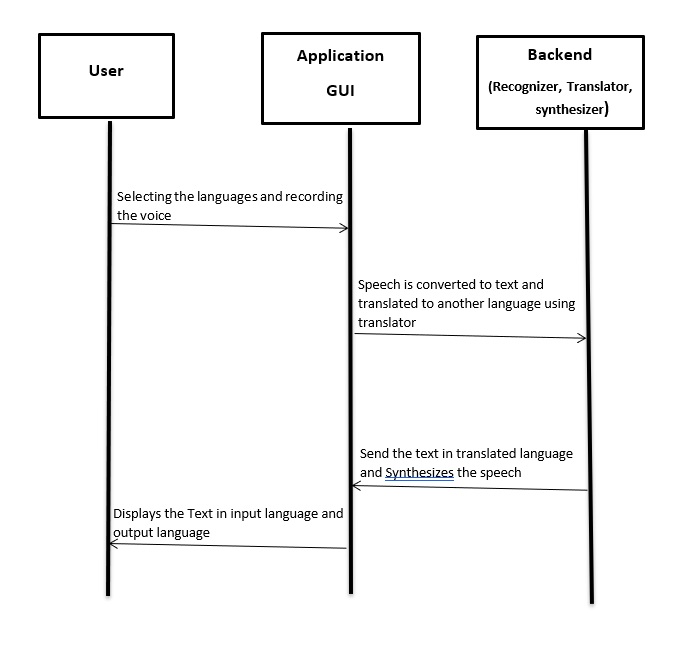 User
Application
GUI
Backend
(Recognizer, Translator,
synthesizer)
Selecting the languages and recording
the voice
Speech is converted to text and
translated to another language using
translator
Send the text in translated language
and Synthesizes the speech
Displays the Text in input language and
output language